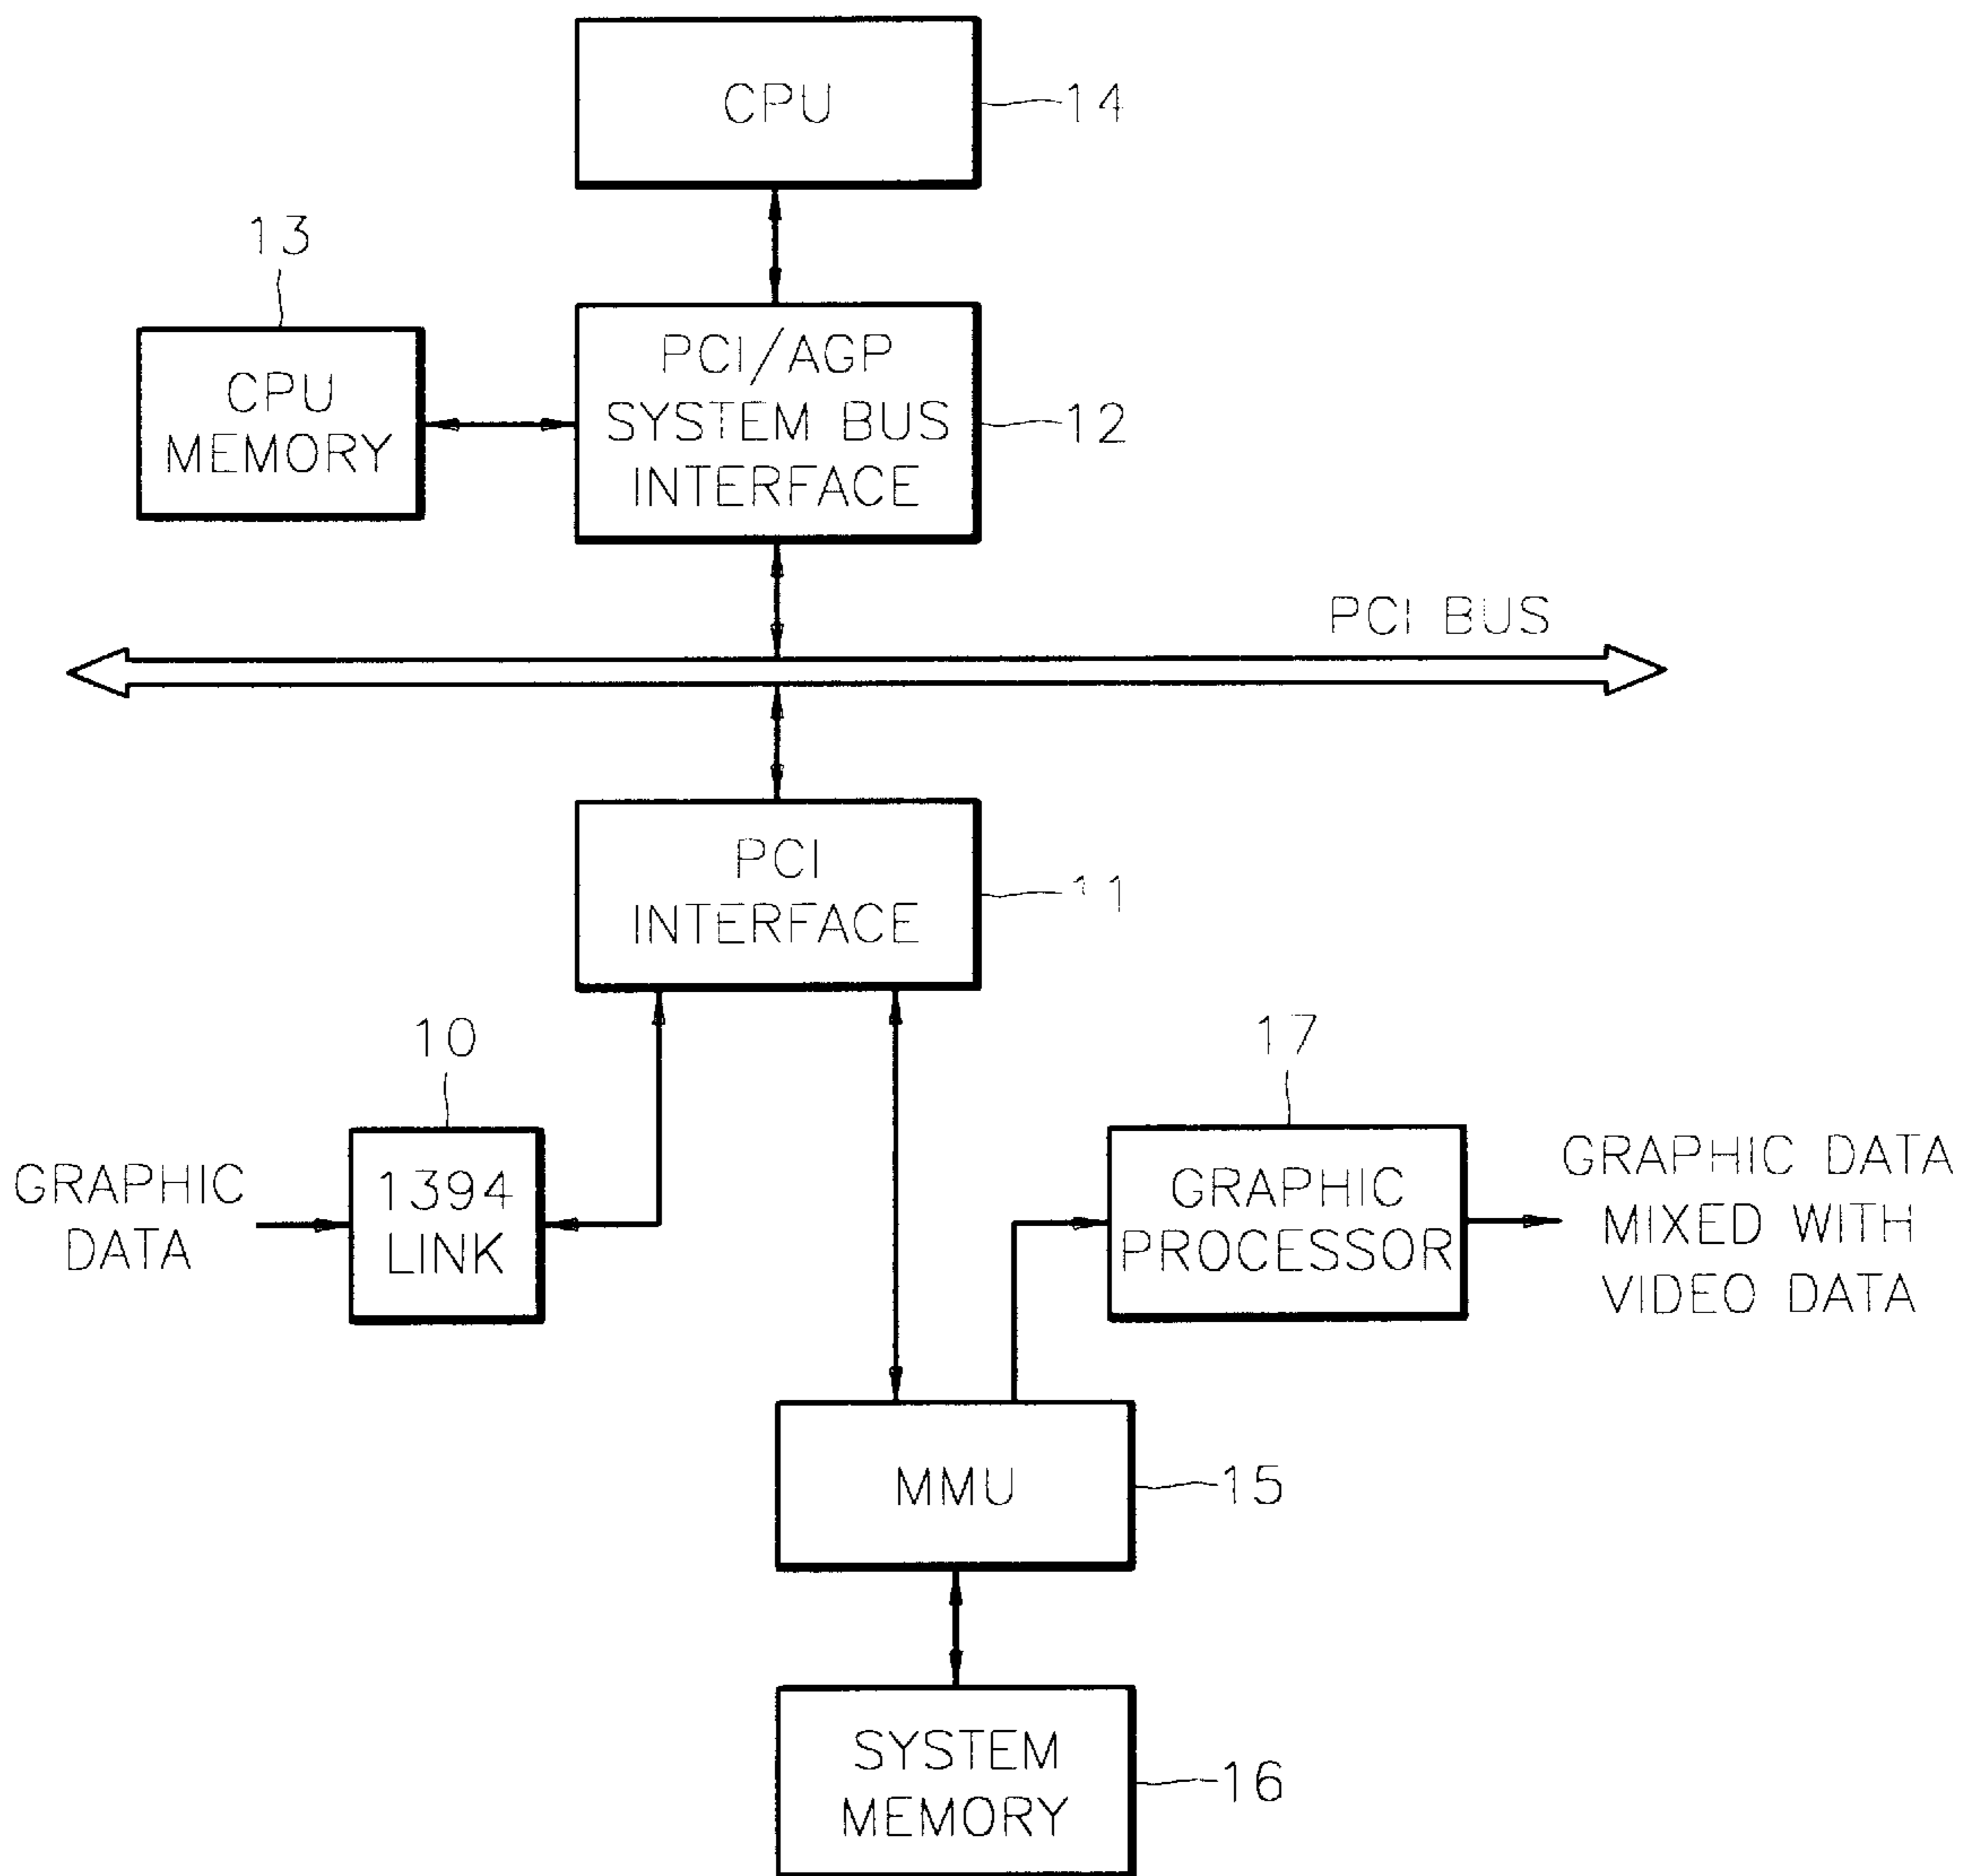 CPU
14
13
CPU
MEMORY
PCI/AGP
SYSTEM BUS
INTERFACE
12
PCI BUS
PCI
INTERFACE
11
10
17
GRAPHIC
DATA
1394
LINK
GRAPHIC
PROCESSOR
GRAPHIC DATA
MIXED WITH
VIDEO DATA
MMU
15
SYSTEM
MEMORY
16